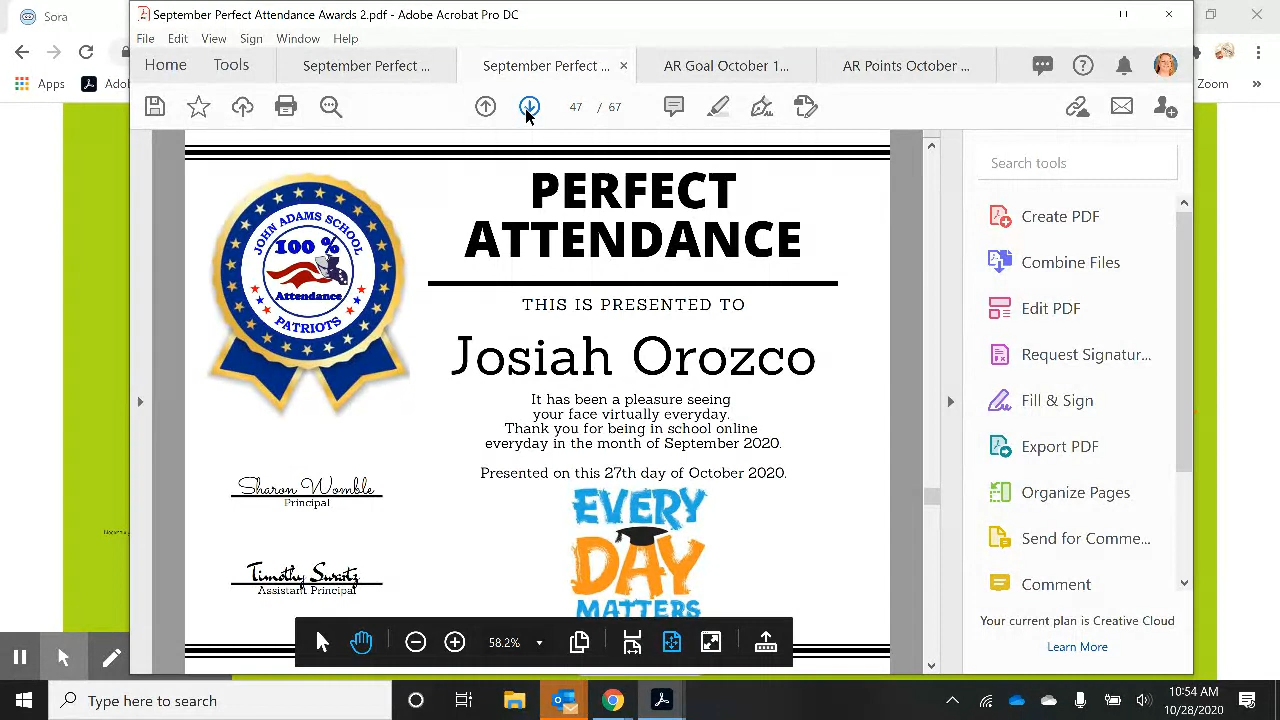 Sora
September Perfect Attendance Awards 2.pdf - Adobe Acrobat Pro DC
File Edit View Sign Window Help
Home Tools September Perfect ... September Perfect ... × AR Goal October 1... AR Points October ...
Apps
Zoom »
47 / 67
PERFECT
ATTENDANCE
JOHN ADAMS SCHOOL
100 %
Attendance
PATRIOTS
THIS IS PRESENTED TO
Josiah Orozco
It has been a pleasure seeing
your face virtually everyday.
Thank you for being in school online
everyday in the month of September 2020.
Presented on this 27th day of October 2020.
Sharon Womble
Principal
Timothy Swartz
Assistant Principal
EVERY
DAY
MATTERS
58.2%
Search tools
Create PDF
Combine Files
Edit PDF
Request Signatur...
Fill & Sign
Export PDF
Organize Pages
Send for Comme...
Comment
Your current plan is Creative Cloud
Learn More
Type here to search
10:54 AM
10/28/2020